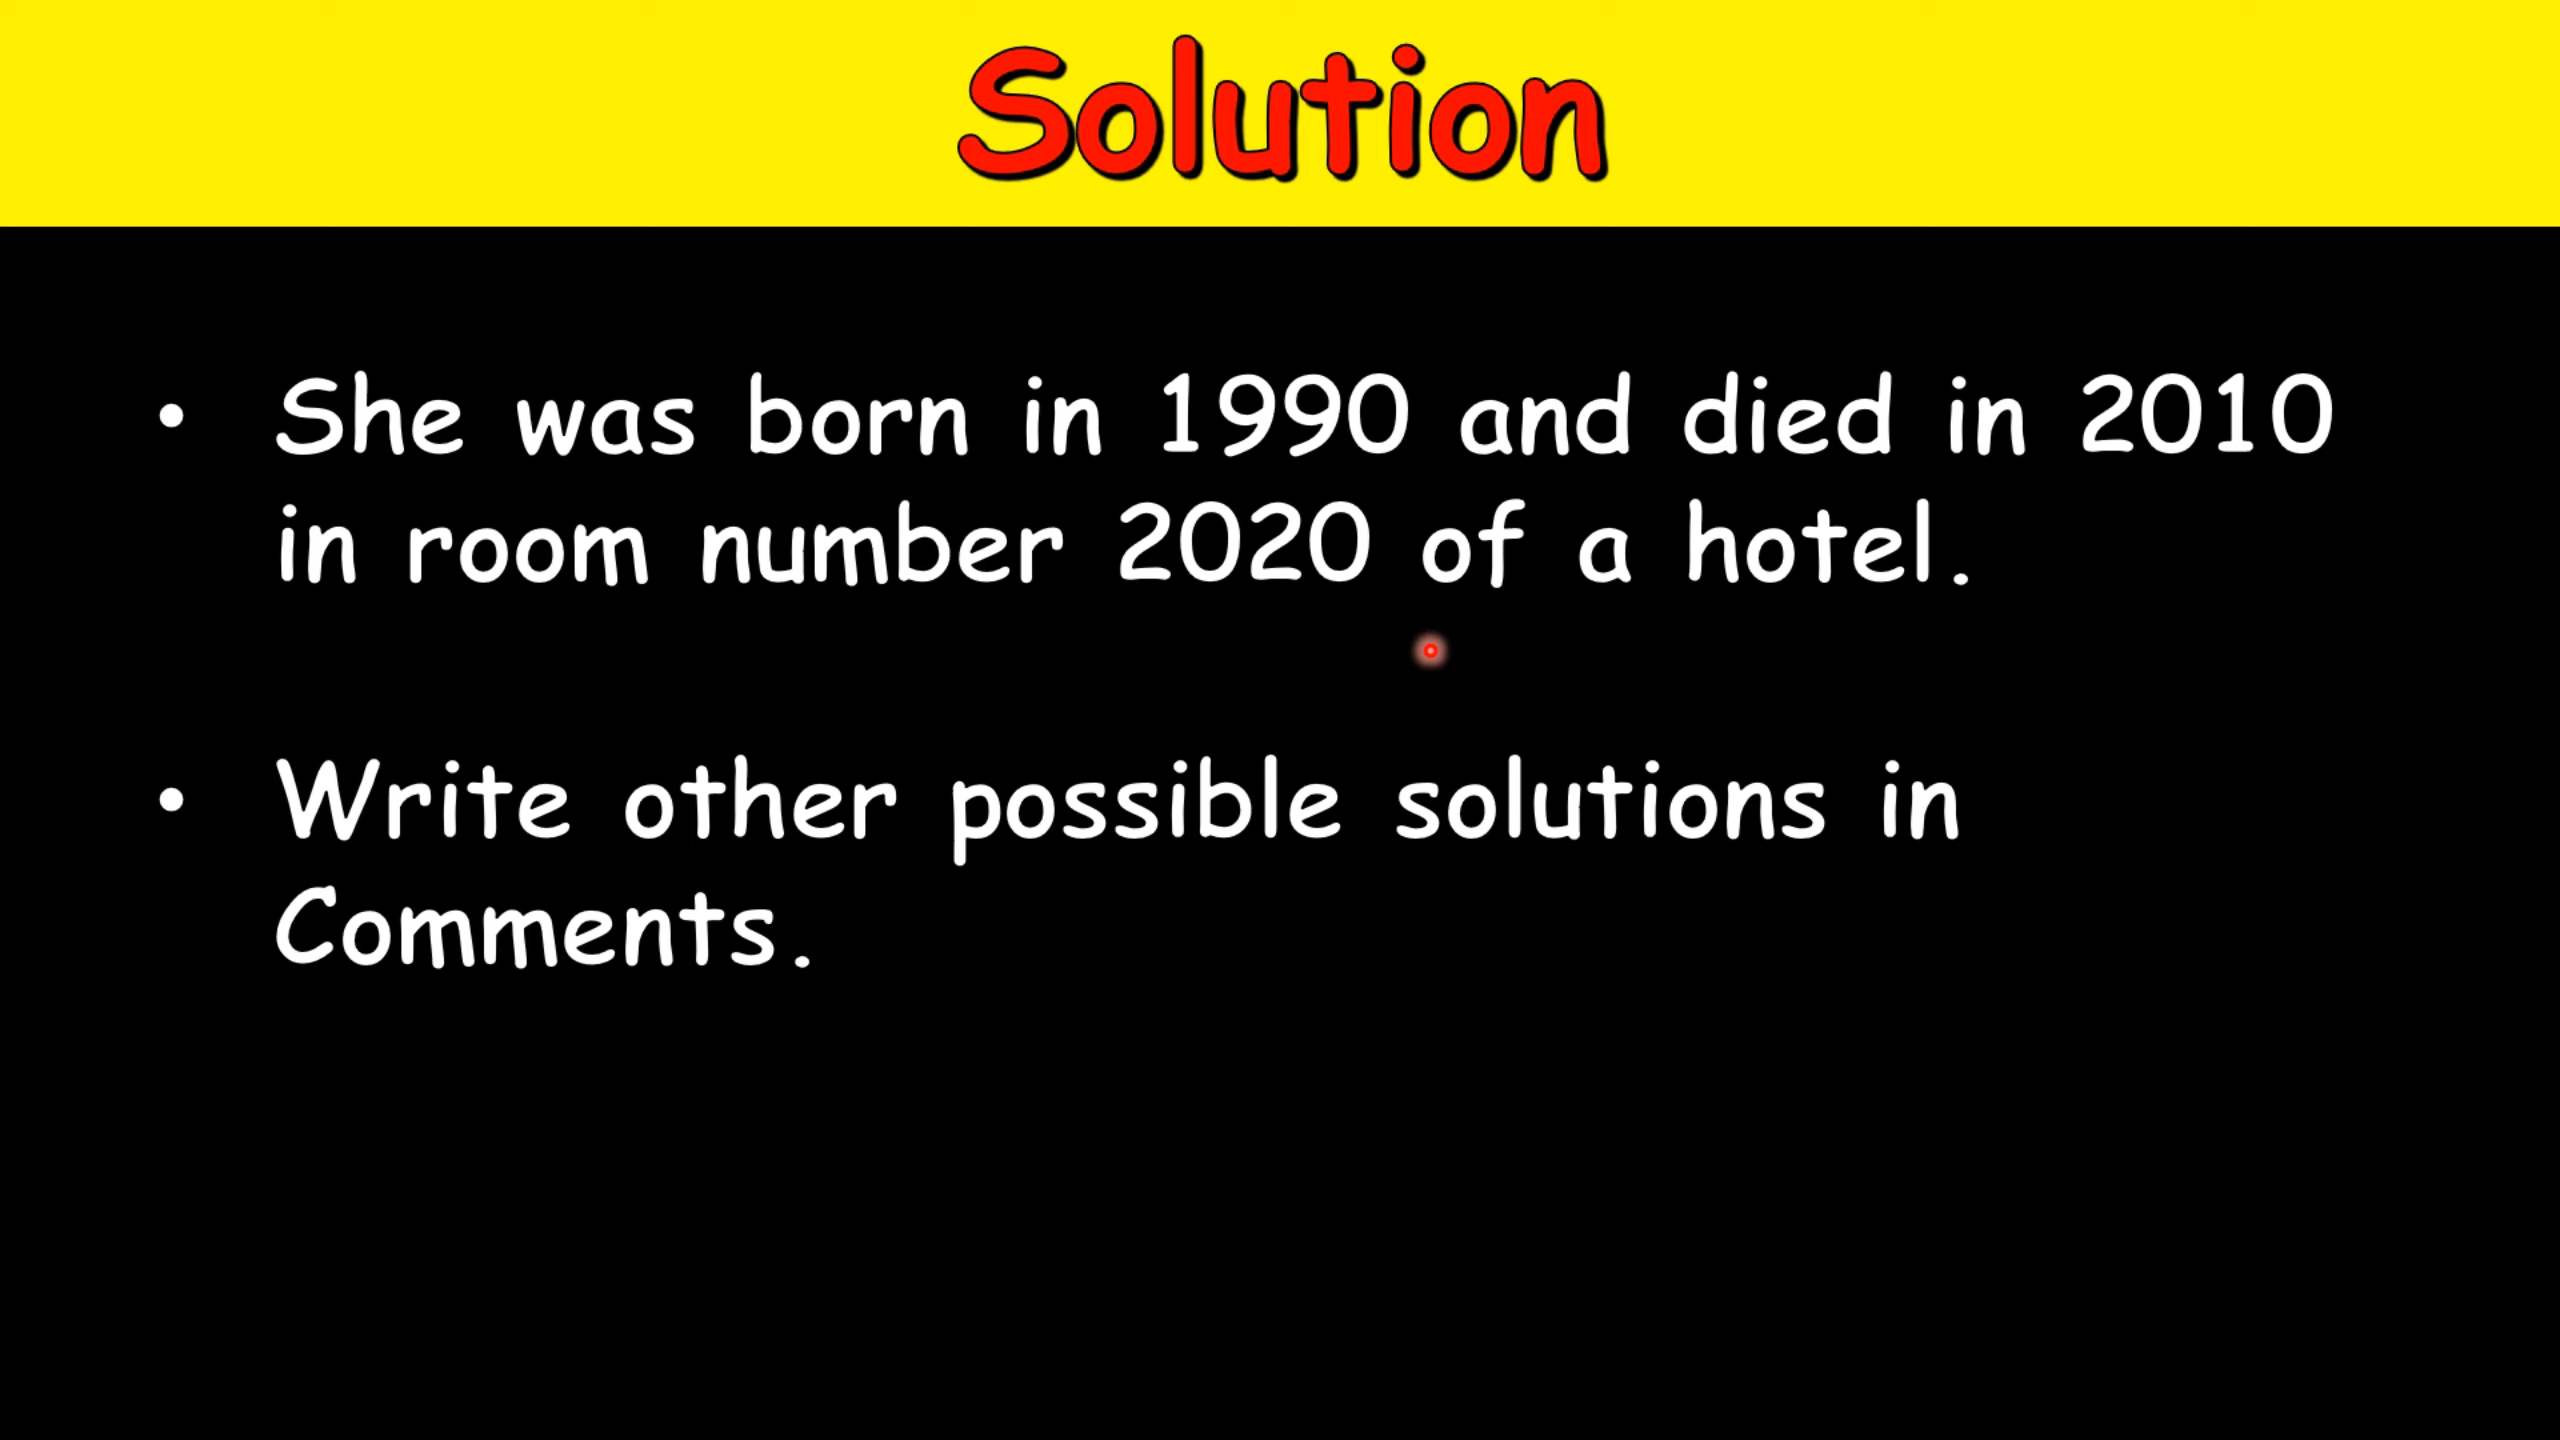 Solution
• She was born in 1990 and died in 2010
in room number 2020 of a hotel.
• Write other possible solutions in
Comments.